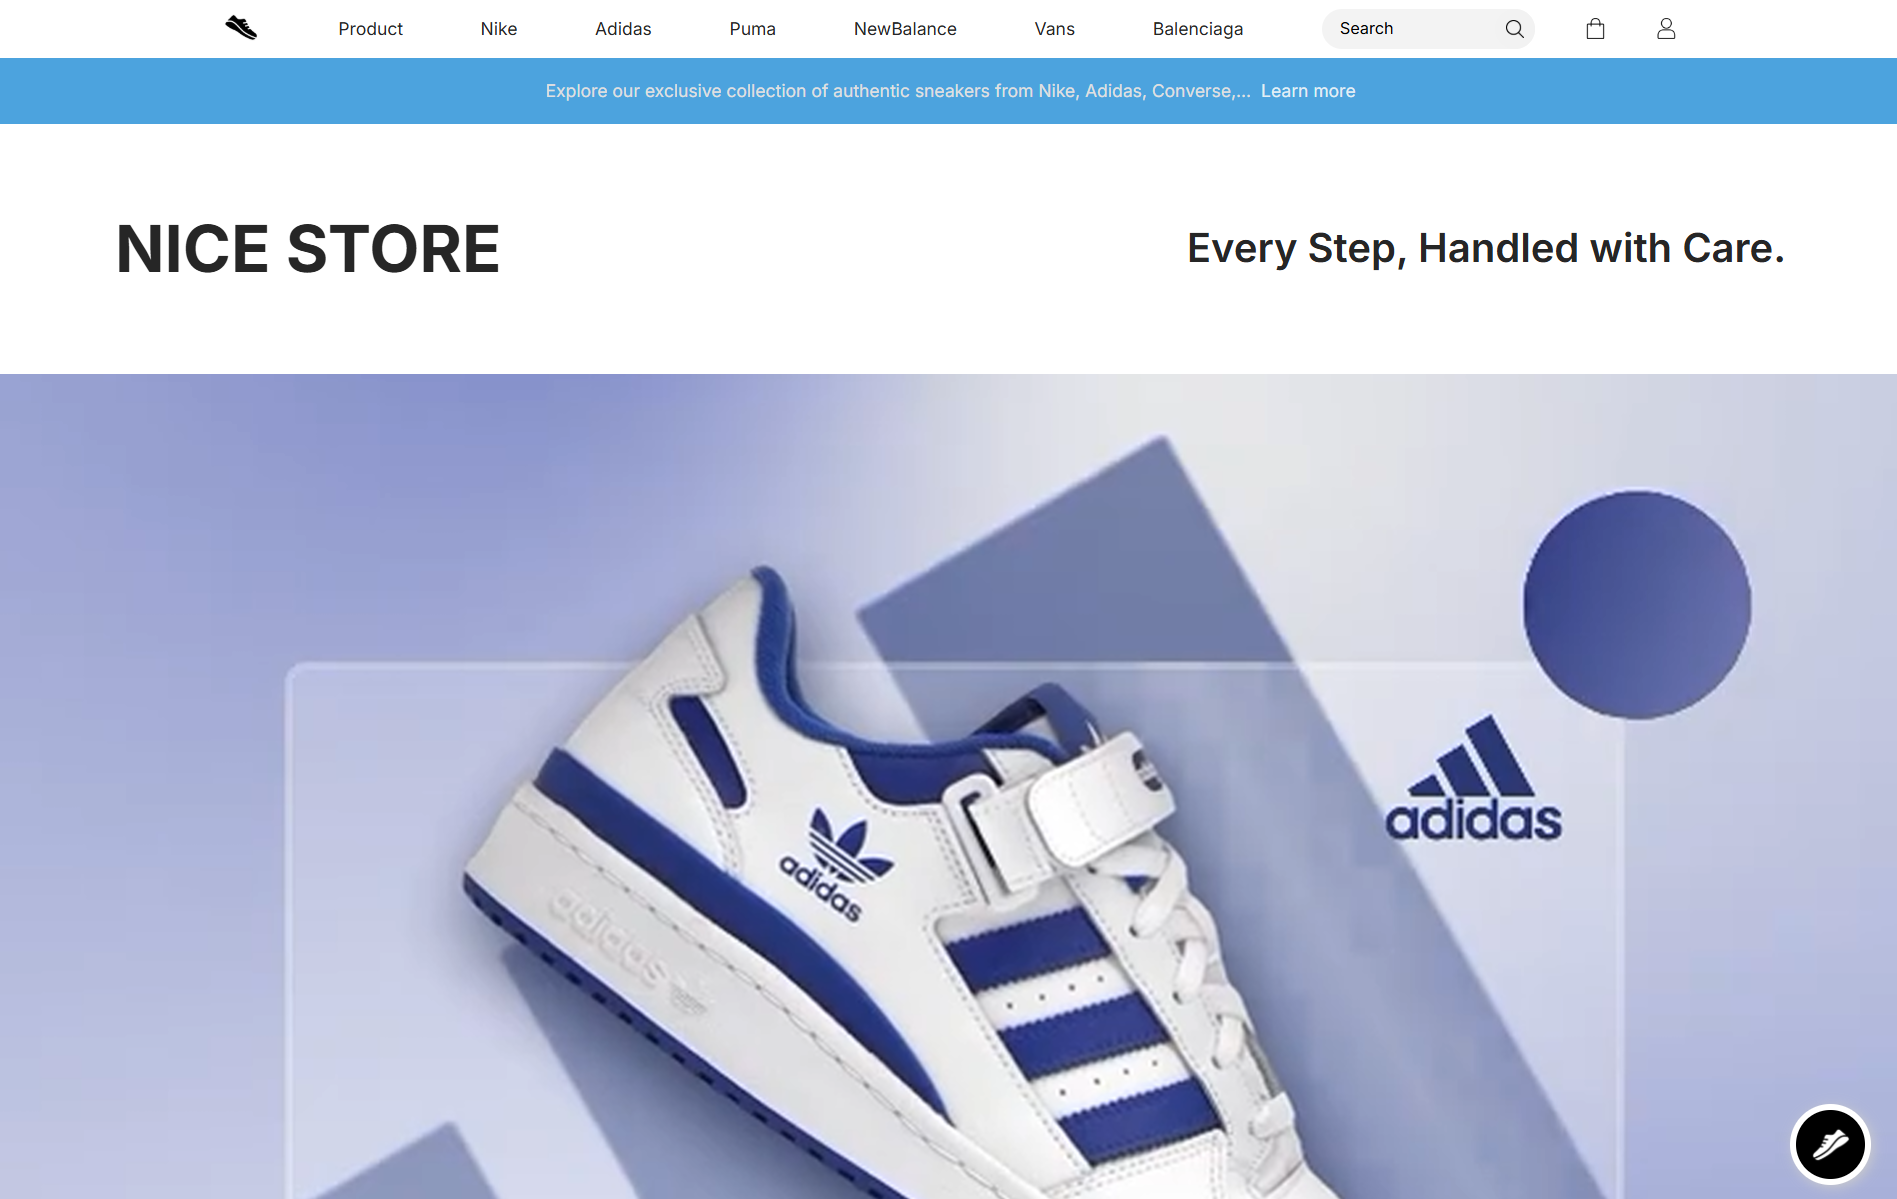 Product Nike Adidas Puma NewBalance Vans Balenciaga Search
Explore our exclusive collection of authentic sneakers from Nike, Adidas, Converse,... Learn more
NICE STORE
Every Step, Handled with Care.
adidas
adidas
adidas